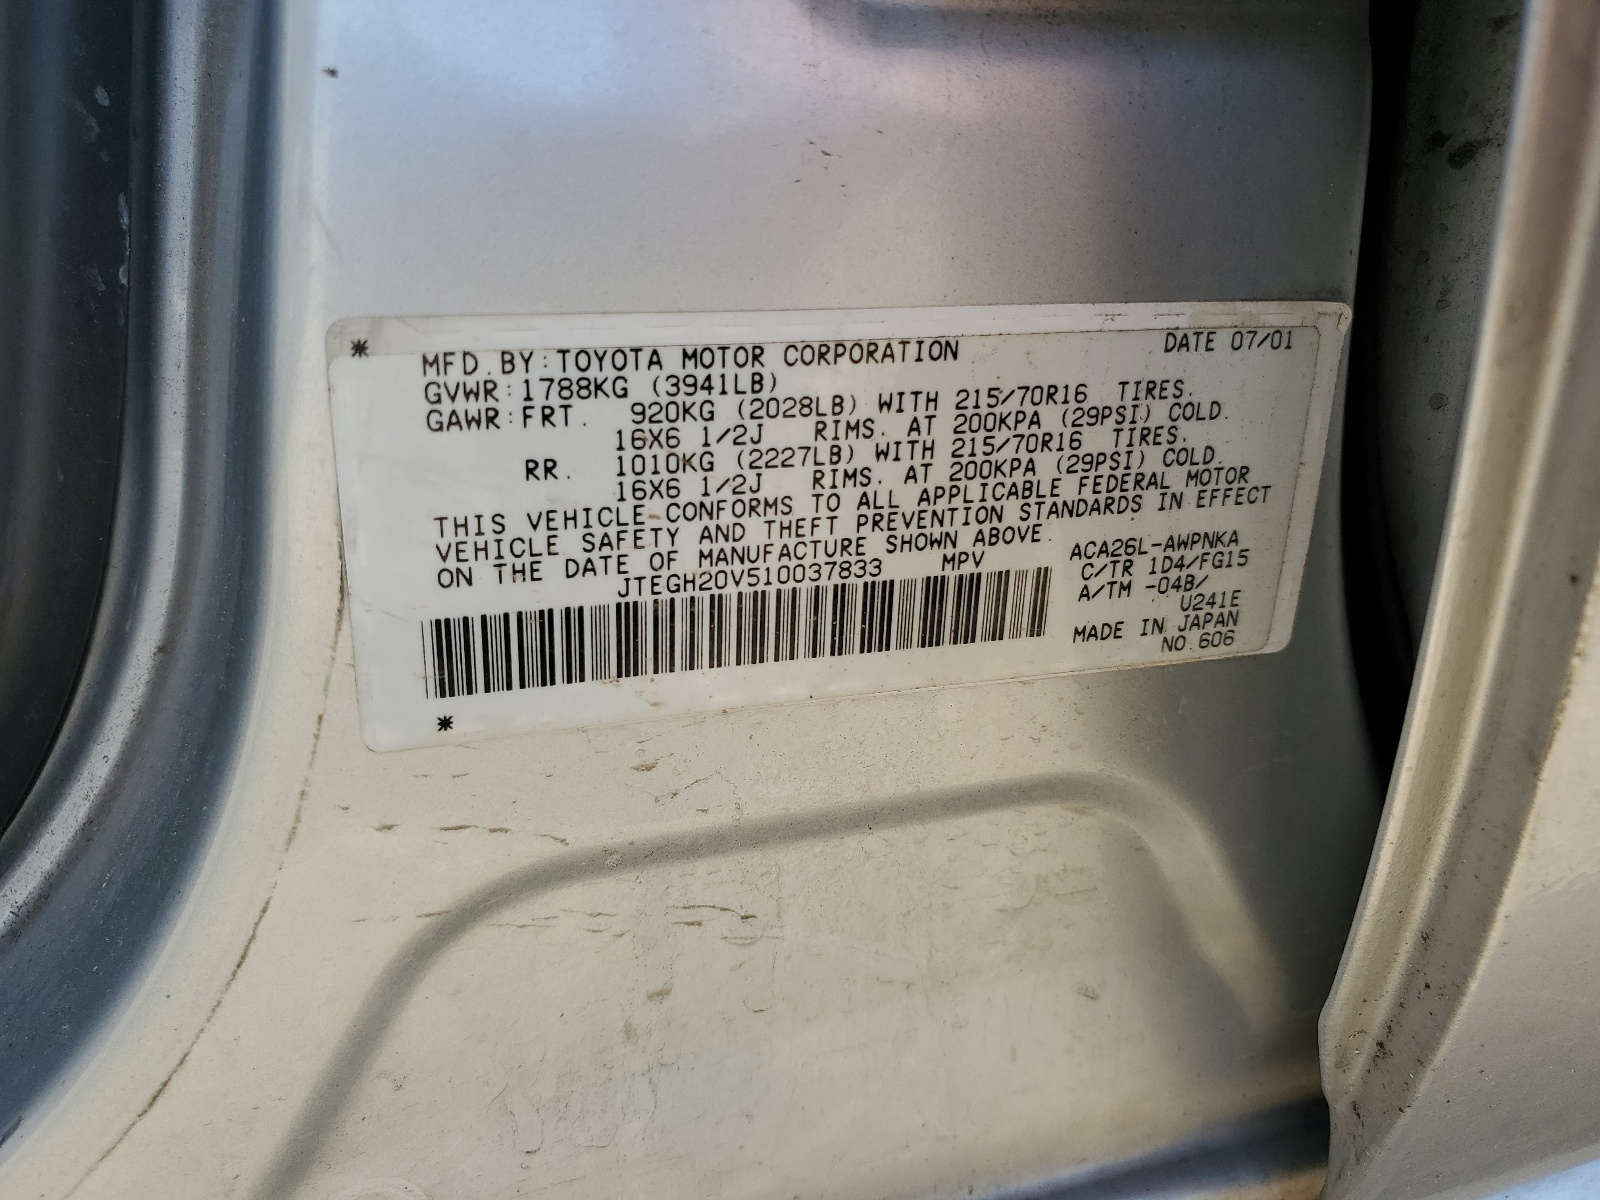 MFD. BY: TOYOTA MOTOR CORPORATION DATE 07/01
GVWR: 1788KG (3941LB)
GAWR: FRT. 920KG (2028LB) WITH 215/70R16 TIRES.
16X6 1/2J RIMS. AT 200KPA (29PSI) COLD.
RR. 1010KG (2227LB) WITH 215/70R16 TIRES.
16X6 1/2J RIMS. AT 200KPA (29PSI) COLD.
THIS VEHICLE CONFORMS TO ALL APPLICABLE FEDERAL MOTOR
VEHICLE SAFETY AND THEFT PREVENTION STANDARDS IN EFFECT
ON THE DATE OF MANUFACTURE SHOWN ABOVE.
JTEGH20V510037833 MPV
ACA26L-AWPNKA
C/TR 1D4/FG15
A/TM -04B/
U241E
MADE IN JAPAN
NO.606